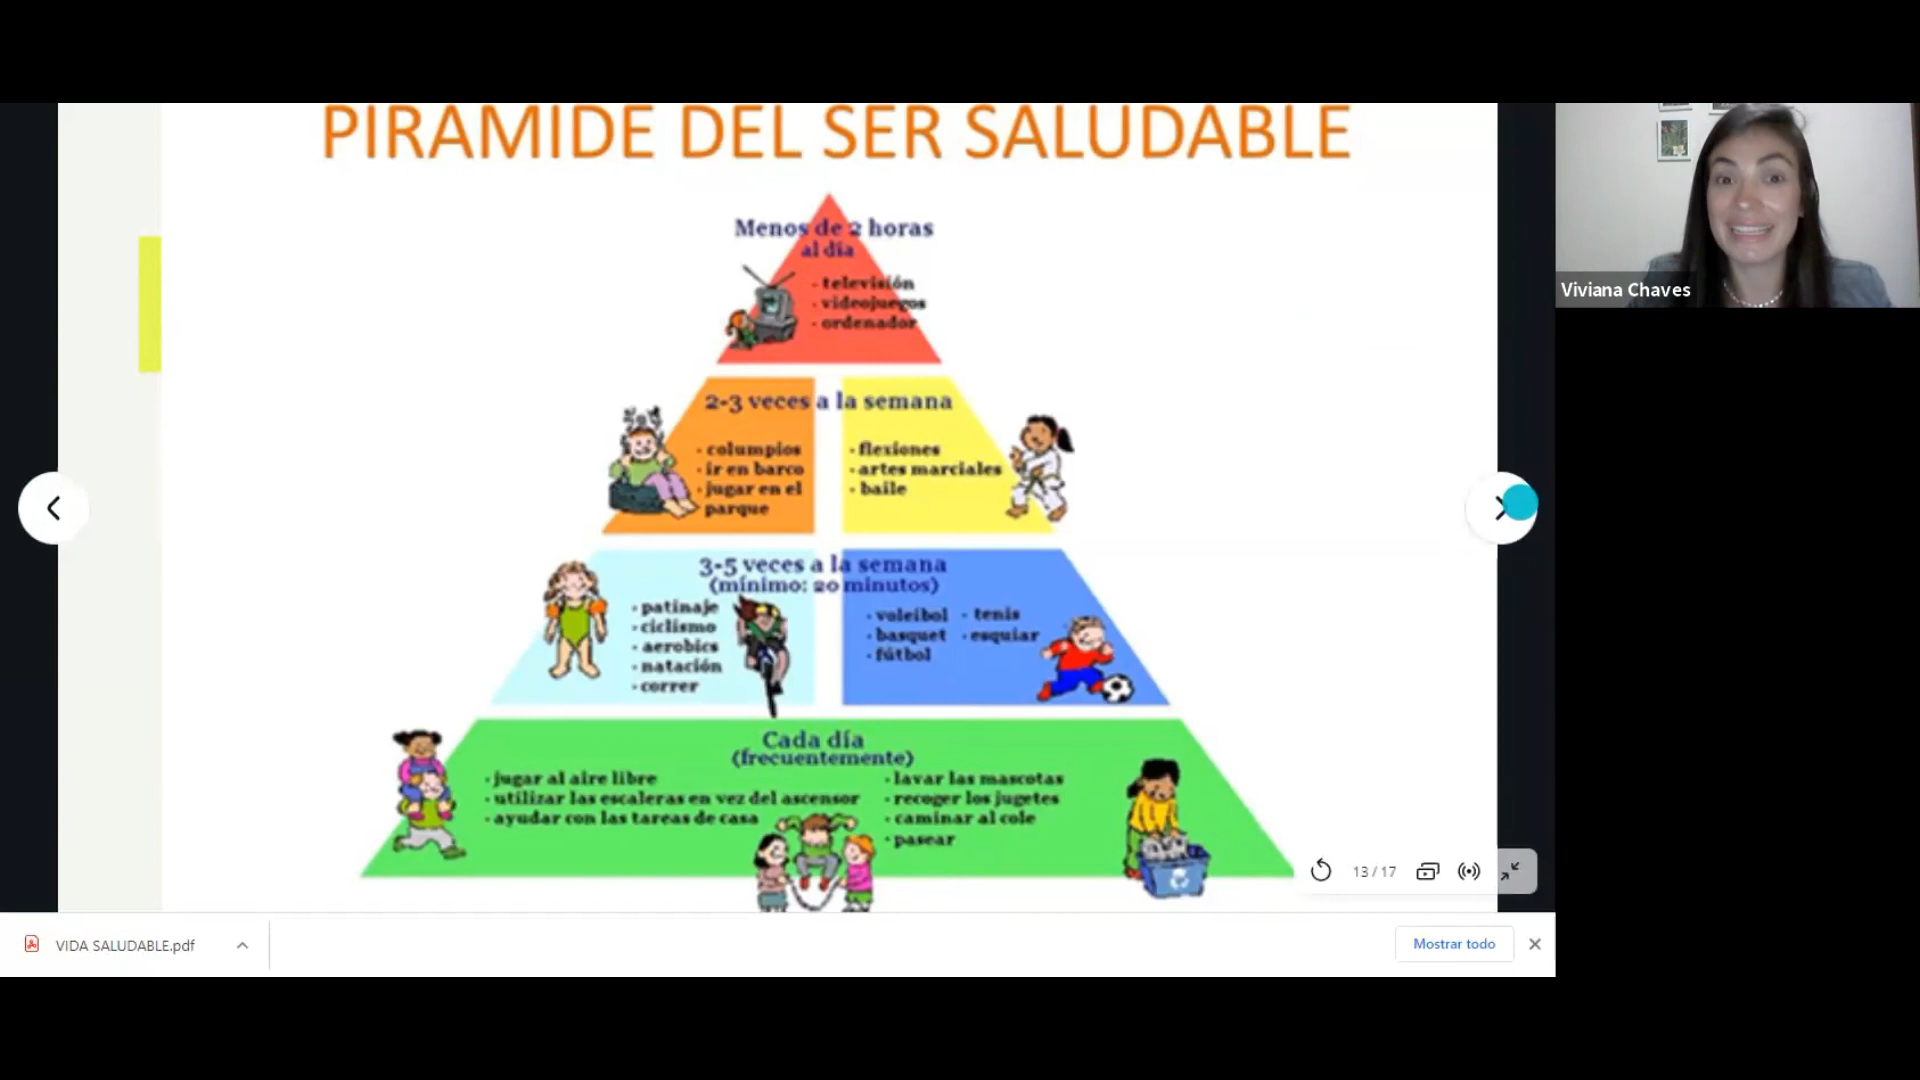 PIRAMIDE DEL SER SALUDABLE
Menos de 2 horas
al día
- televisión
- videojuegos
- ordenador
2-3 veces a la semana
- columpios
- ir en barco
- jugar en el
parque
- flexiones
- artes marciales
- baile
3-5 veces a la semana
(mínimo: 20 minutos)
- patinaje
- ciclismo
- aerobics
- natación
- correr
- voleibol - tenis
- basquet - esquiar
- fútbol
Cada día
(frecuentemente)
- jugar al aire libre
- utilizar las escaleras en vez del ascensor
- ayudar con las tareas de casa
- lavar las mascotas
- recoger los jugetes
- caminar al cole
- pasear
13 / 17
Viviana Chaves
VIDA SALUDABLE.pdf
Mostrar todo